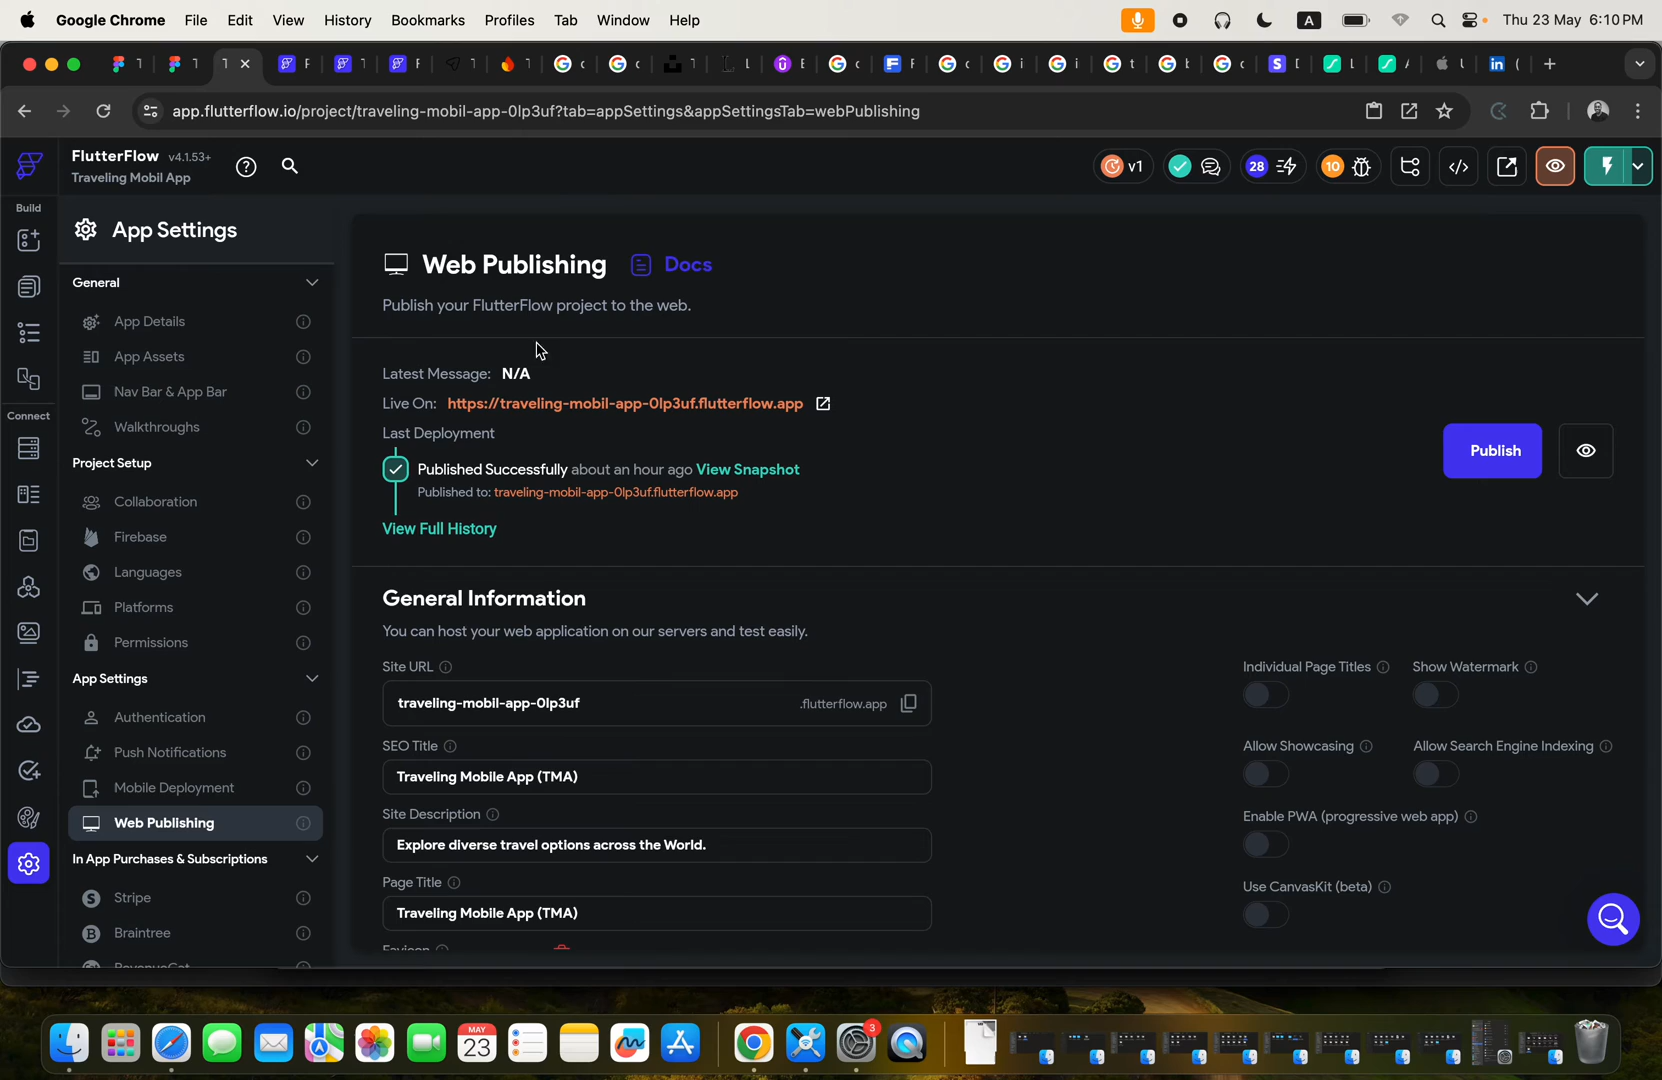 Google Chrome File Edit View History Bookmarks Profiles Tab Window Help
A Thu 23 May 6:10 PM
app.flutterflow.io/project/traveling-mobil-app-0lp3uf?tab=appSettings&appSettingsTab=webPublishing
FlutterFlow v4.1.53+
Traveling Mobil App
v1
28
10
Build
Connect
App Settings
General
App Details
App Assets
Nav Bar & App Bar
Walkthroughs
Project Setup
Collaboration
Firebase
Languages
Platforms
Permissions
App Settings
Authentication
Push Notifications
Mobile Deployment
Web Publishing
In App Purchases & Subscriptions
Stripe
Braintree
RevenueCat
Web Publishing Docs
Publish your FlutterFlow project to the web.
Latest Message: N/A
Live On: https://traveling-mobil-app-0lp3uf.flutterflow.app
Last Deployment
Published Successfully about an hour ago View Snapshot
Published to: traveling-mobil-app-0lp3uf.flutterflow.app
View Full History
Publish
General Information
You can host your web application on our servers and test easily.
Site URL
traveling-mobil-app-0lp3uf .flutterflow.app
SEO Title
Traveling Mobile App (TMA)
Site Description
Explore diverse travel options across the World.
Page Title
Traveling Mobile App (TMA)
Favicon
Individual Page Titles
Show Watermark
Allow Showcasing
Allow Search Engine Indexing
Enable PWA (progressive web app)
Use CanvasKit (beta)
MAY
23
3